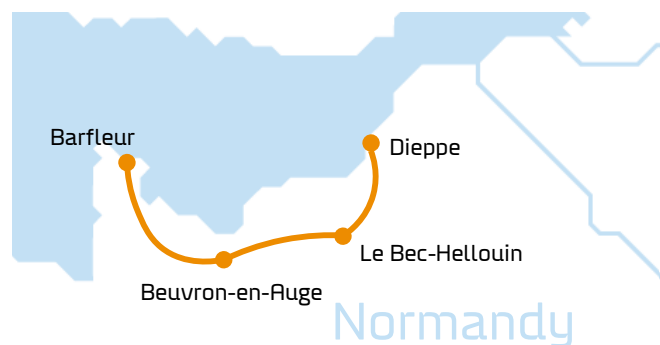 Barfleur
Dieppe
Le Bec-Hellouin
Beuvron-en-Auge
Normandy